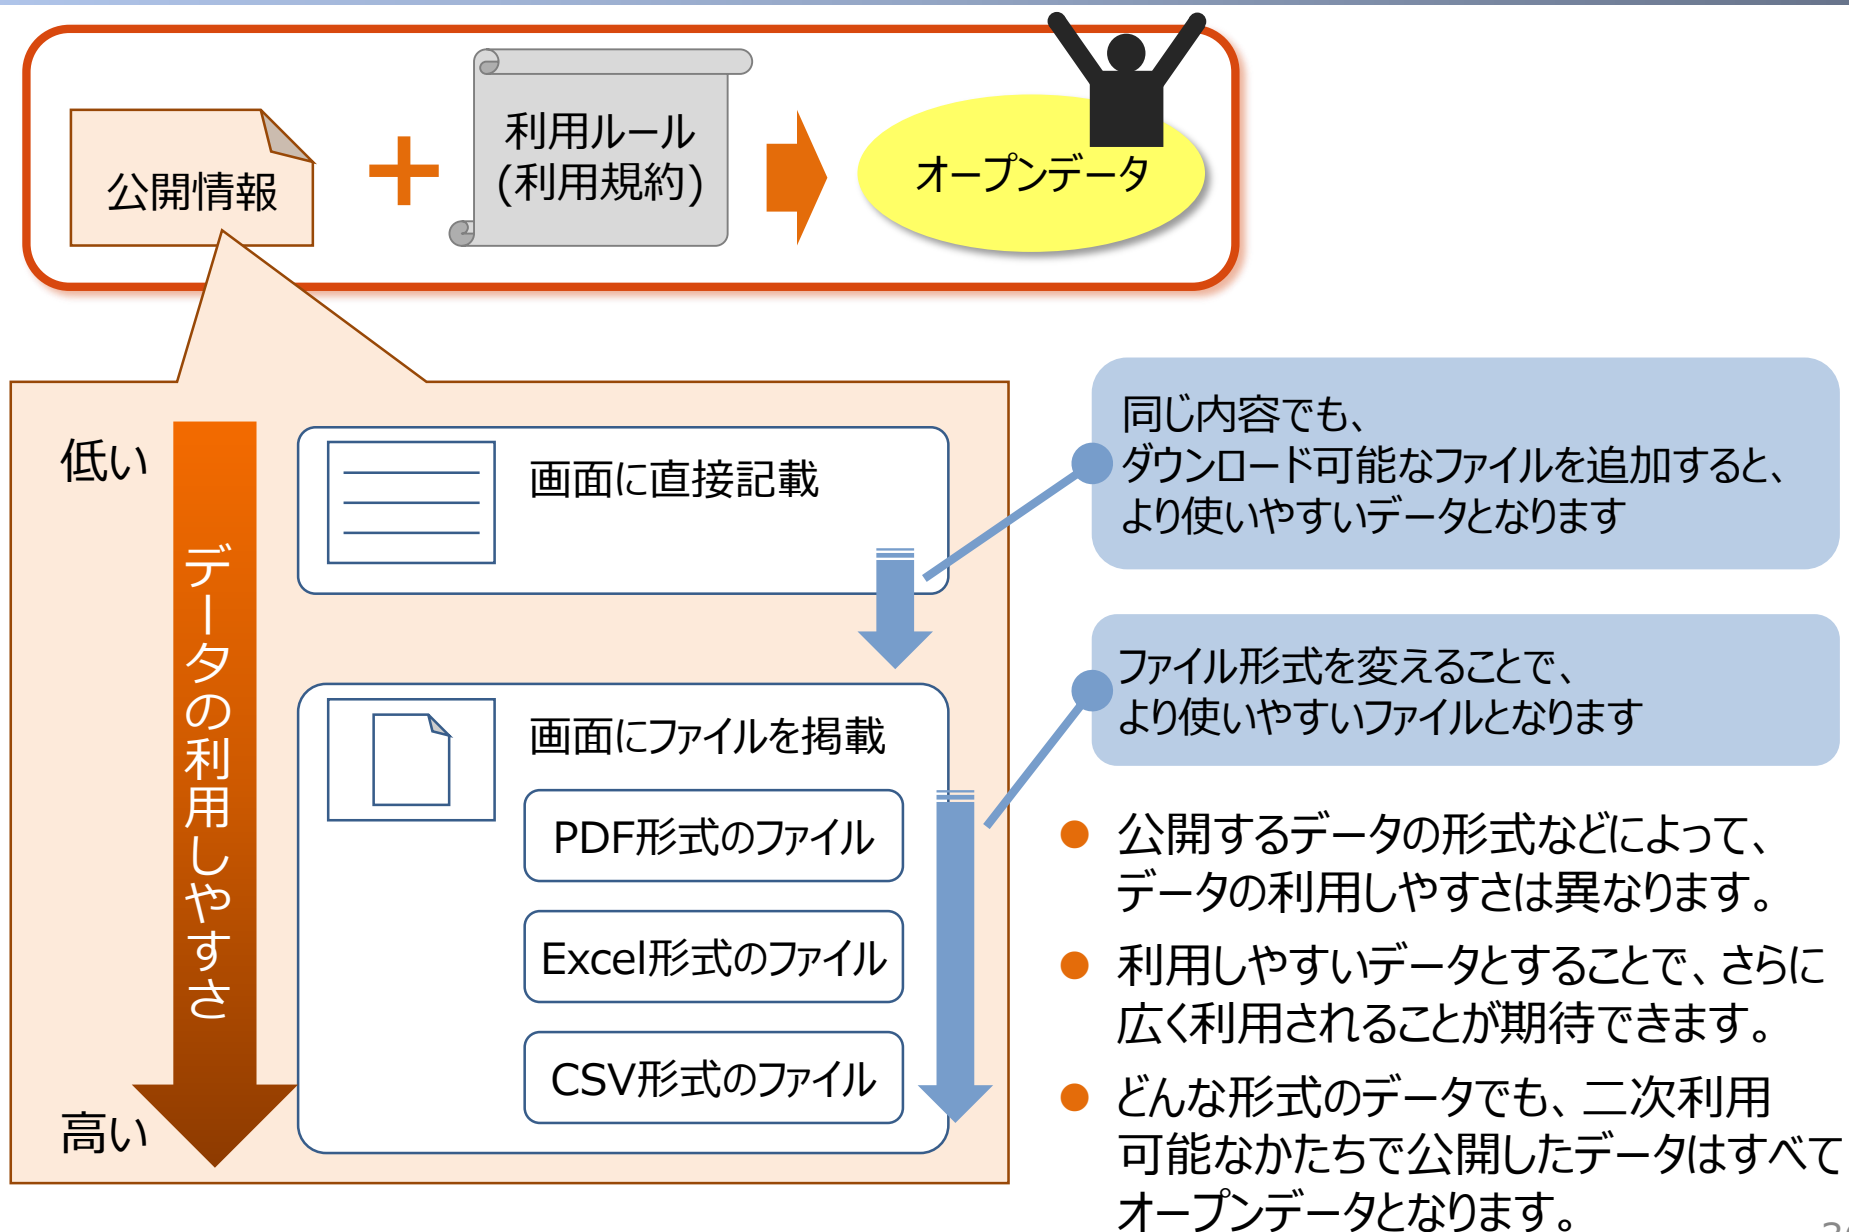 公開情報
利用ルール
(利用規約)
オープンデータ
低い
データの利用しやすさ
高い
画面に直接記載
画面にファイルを掲載
PDF形式のファイル
Excel形式のファイル
CSV形式のファイル
同じ内容でも、
ダウンロード可能なファイルを追加すると、
より使いやすいデータとなります
ファイル形式を変えることで、
より使いやすいファイルとなります
● 公開するデータの形式などによって、
データの利用しやすさは異なります。
● 利用しやすいデータとすることで、さらに
広く利用されることが期待できます。
● どんな形式のデータでも、二次利用
可能なかたちで公開したデータはすべて
オープンデータとなります。